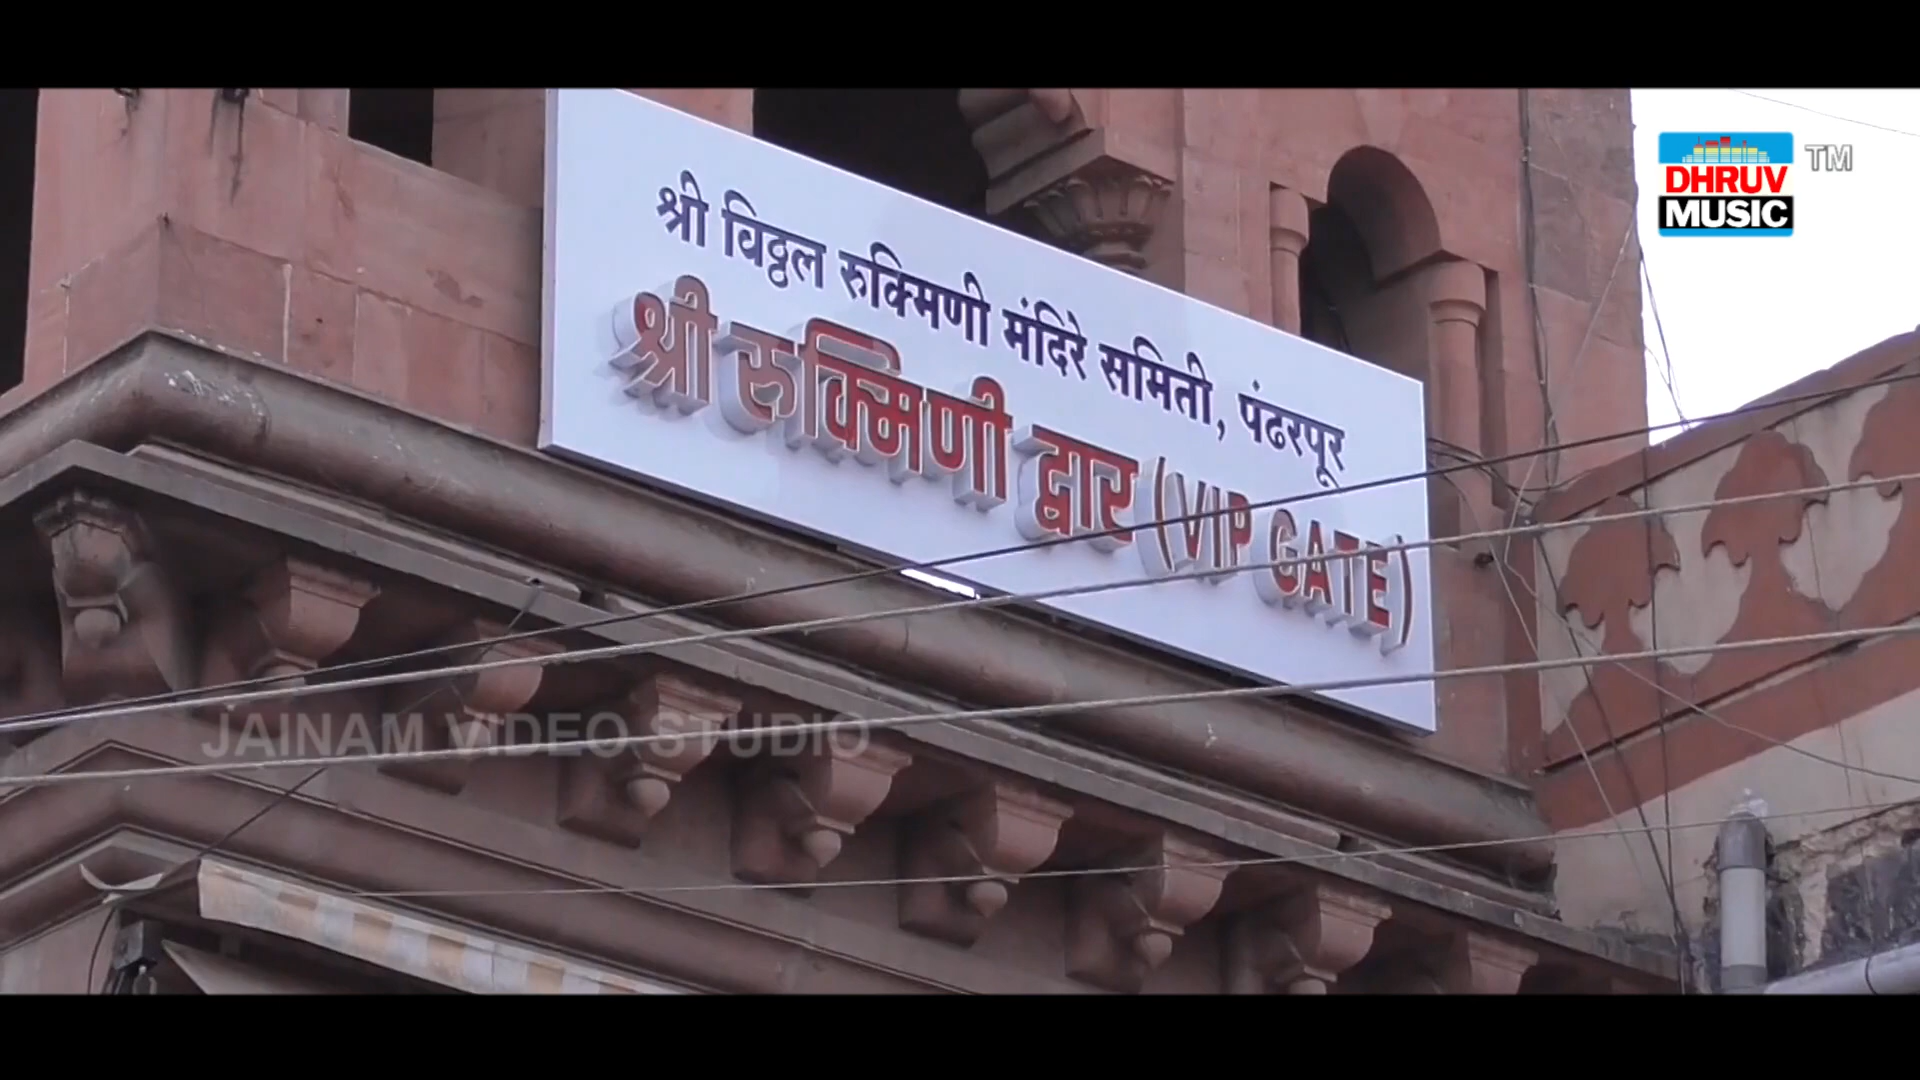 श्री विठ्ठल रुक्मिणी मंदिरे समिती, पंढरपूर
श्री रुक्मिणी द्वार (VIP GATE)
DHRUV
MUSIC
TM
JAINAM VIDEO STUDIO